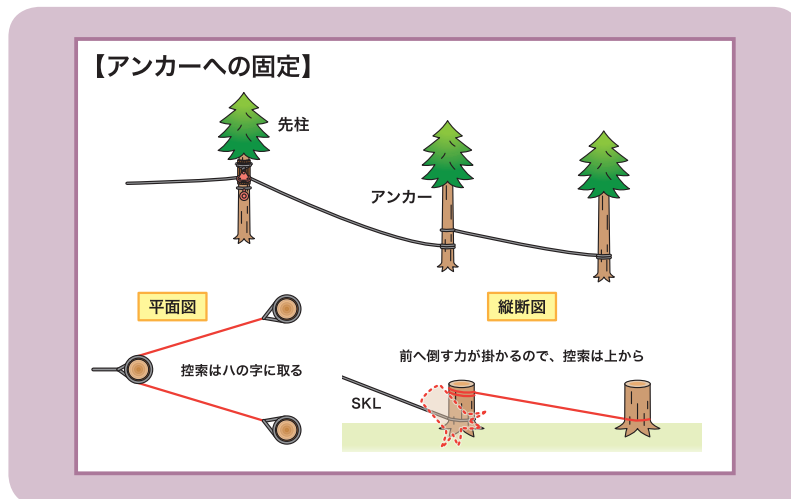 【アンカーへの固定】
先柱
アンカー
平面図
縦断図
控索はハの字に取る
前へ倒す力が掛かるので、控索は上から
SKL